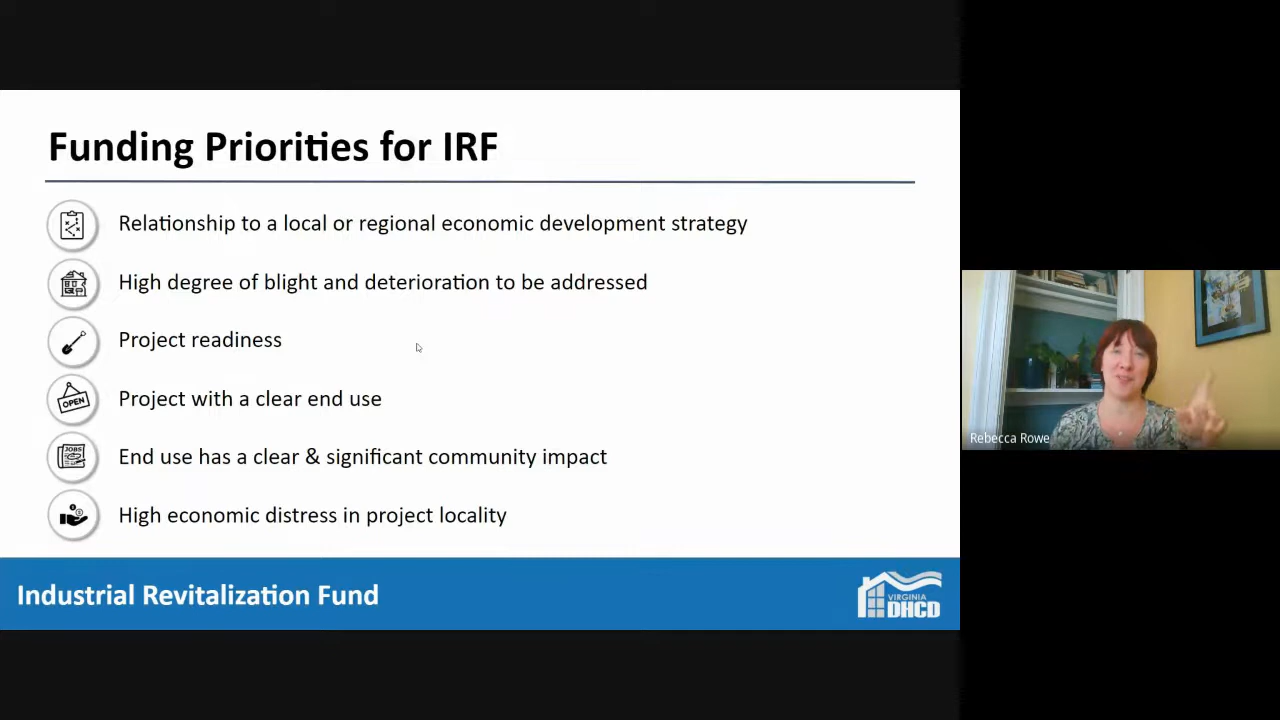 Funding Priorities for IRF
Relationship to a local or regional economic development strategy
High degree of blight and deterioration to be addressed
Project readiness
Project with a clear end use
OPEN
JOBS
End use has a clear & significant community impact
High economic distress in project locality
Industrial Revitalization Fund
VIRGINIA
DHCD
Rebecca Rowe